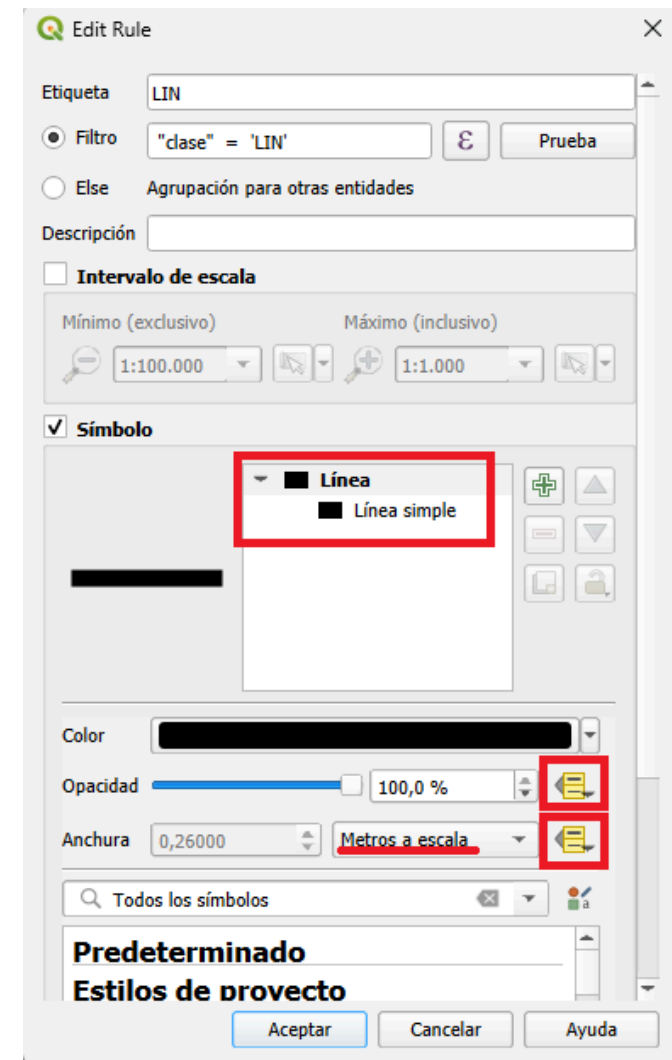 Edit Rule
Etiqueta LIN
Filtro "clase" = 'LIN' ε Prueba
Else Agrupación para otras entidades
Descripción
Intervalo de escala
Mínimo (exclusivo) Máximo (inclusivo)
1:100.000 1:1.000
Símbolo
Línea
Línea simple
Color
Opacidad 100,0 %
Anchura 0,26000 Metros a escala
Todos los símbolos a
Predeterminado
Estilos de proyecto
Aceptar Cancelar Ayuda